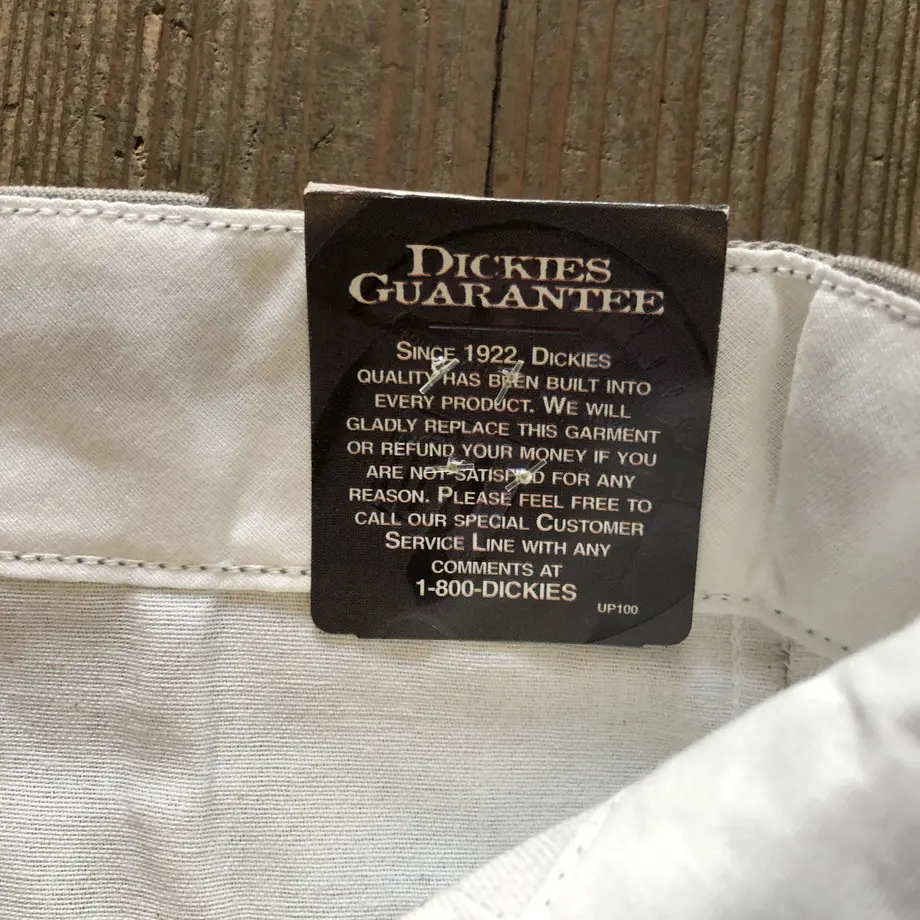 DICKIES
GUARANTEE
SINCE 1922, DICKIES
QUALITY HAS BEEN BUILT INTO
EVERY PRODUCT. WE WILL
GLADLY REPLACE THIS GARMENT
OR REFUND YOUR MONEY IF YOU
ARE NOT SATISFIED FOR ANY
REASON. PLEASE FEEL FREE TO
CALL OUR SPECIAL CUSTOMER
SERVICE LINE WITH ANY
COMMENTS AT
1-800-DICKIES
UP100